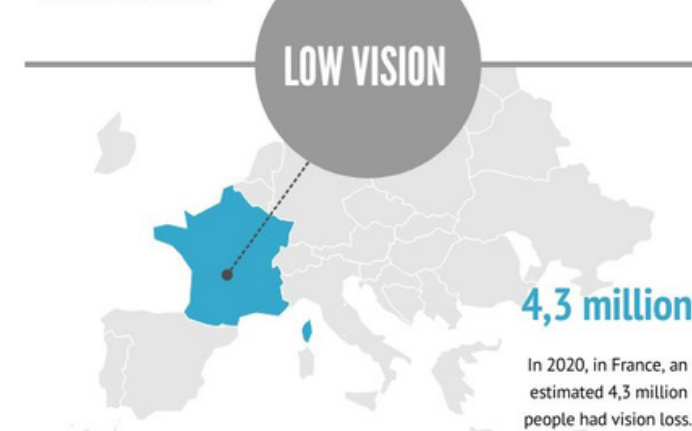 LOW VISION
4,3 million
In 2020, in France, an
estimated 4,3 million
people had vision loss.